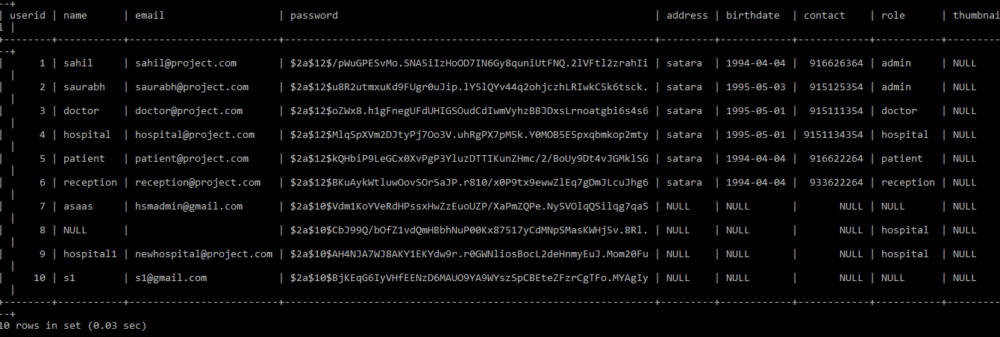 --+
| userid | name      | email                  | password                                                     | address | birthdate  | contact    | role      | thumbnai
l |
+--------+-----------+------------------------+--------------------------------------------------------------+---------+------------+------------+-----------+---------
--+
|      1 | sahil     | sahil@project.com      | $2a$12$/pWuGPESvMo.SNA5iIzHoOD7IN6Gy8quniUtFNQ.2lVFtl2zrahIi | satara  | 1994-04-04 |  916626364 | admin     | NULL
  |
|      2 | saurabh   | saurabh@project.com    | $2a$12$u8R2utmxuKd9FUgr0uJip.lY5lQYv44q2ohjczhLRIwkC5k6tsck. | satara  | 1995-05-03 |  915125354 | admin     | NULL
  |
|      3 | doctor    | doctor@project.com     | $2a$12$oZWx8.h1gFnegUFdUHIGSOudCdIwmVyhzBBJDxsLrnoatgbi6s4s6 | satara  | 1995-05-01 |  915111354 | doctor    | NULL
  |
|      4 | hospital  | hospital@project.com   | $2a$12$MlqSpXVm2DJtyPj7Oo3V.uhRgPX7pM5k.Y0MOB5E5pxqbmkop2mty | satara  | 1995-05-01 | 9151134354 | hospital  | NULL
  |
|      5 | patient   | patient@project.com    | $2a$12$kQHbiP9LeGCx0XvPgP3YluzDTTIKunZHmc/2/BoUy9Dt4vJGMklSG | satara  | 1994-04-04 |  916622264 | patient   | NULL
  |
|      6 | reception | reception@project.com  | $2a$12$BKuAykWtluwOovSOrSaJP.r810/x0P9tx9ewwZlEq7gDmJLcuJhg6 | satara  | 1994-04-04 |  933622264 | reception | NULL
  |
|      7 | asaas     | hsmadmin@gmail.com     | $2a$10$Vdm1KoYVeRdHPssxHwZzEuoUZP/XaPmZQPe.Ny5VOlqQSilqg7qaS | NULL    | NULL       |       NULL | NULL      | NULL
  |
|      8 | NULL      |                        | $2a$10$CbJ99Q/bOfZ1vdQmHBbhNuP00Kx87517yCdMNpSMasKWHj5v.8Rl. | NULL    | NULL       |       NULL | hospital  | NULL
  |
|      9 | hospital1 | newhospital@project.com | $2a$10$AH4NJA7WJ8AKY1EKYdw9r.r0GWNliosBocL2deHnmyEuJ.Mom20Fu | NULL    | NULL       |       NULL | hospital  | NULL
  |
|     10 | s1        | s1@gmail.com           | $2a$10$BjKEqG6IyVHfEENzD6MAUO9YA9WYszSpCBEteZFzrCgTFo.MYAgIy | NULL    | NULL       |       NULL | NULL      | NULL
  |
+--------+-----------+------------------------+--------------------------------------------------------------+---------+------------+------------+-----------+---------
--+
10 rows in set (0.03 sec)